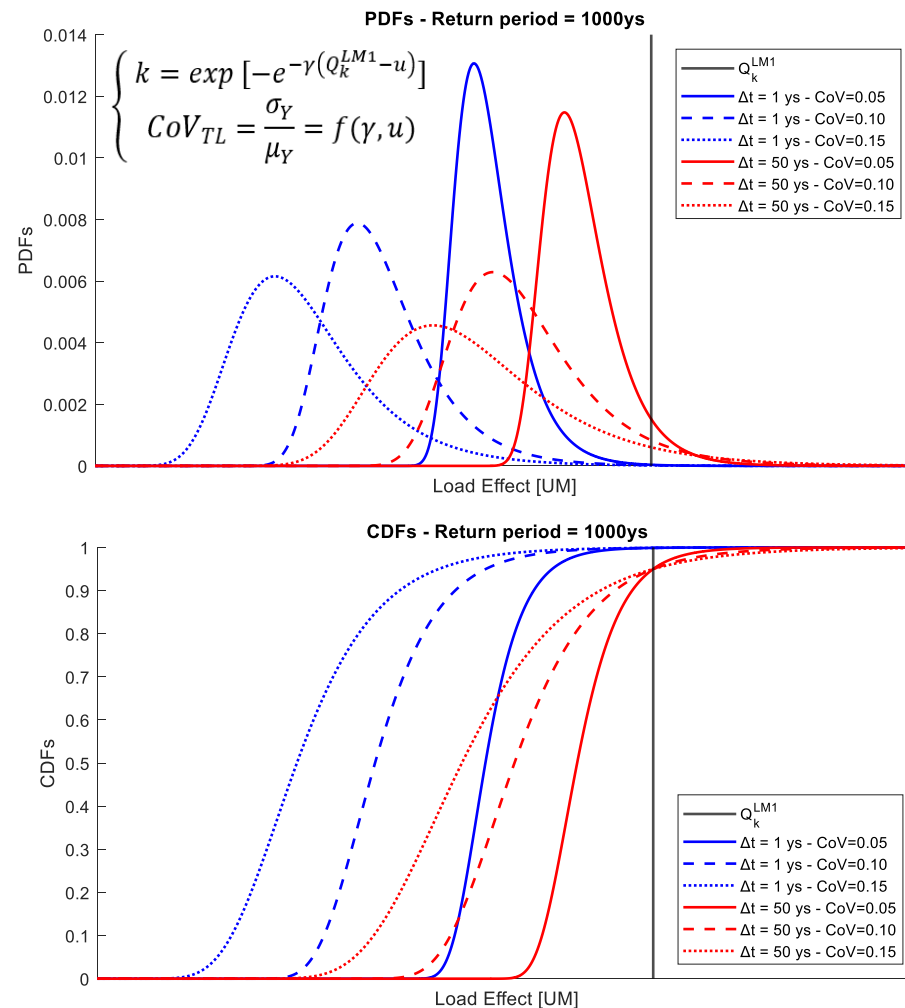 PDFs - Return period = 1000ys
0.014
0.012
0.01
0.008
0.006
0.004
0.002
0
PDFs
k = exp [−e^{−γ(Q_k^{LM1}−u)}]
CoV_{TL} = σ_Y/μ_Y = f(γ, u)
Q_k^{LM1}
Δt = 1 ys - CoV=0.05
Δt = 1 ys - CoV=0.10
Δt = 1 ys - CoV=0.15
Δt = 50 ys - CoV=0.05
Δt = 50 ys - CoV=0.10
Δt = 50 ys - CoV=0.15
Load Effect [UM]
CDFs - Return period = 1000ys
1
0.9
0.8
0.7
0.6
0.5
0.4
0.3
0.2
0.1
0
CDFs
Q_k^{LM1}
Δt = 1 ys - CoV=0.05
Δt = 1 ys - CoV=0.10
Δt = 1 ys - CoV=0.15
Δt = 50 ys - CoV=0.05
Δt = 50 ys - CoV=0.10
Δt = 50 ys - CoV=0.15
Load Effect [UM]